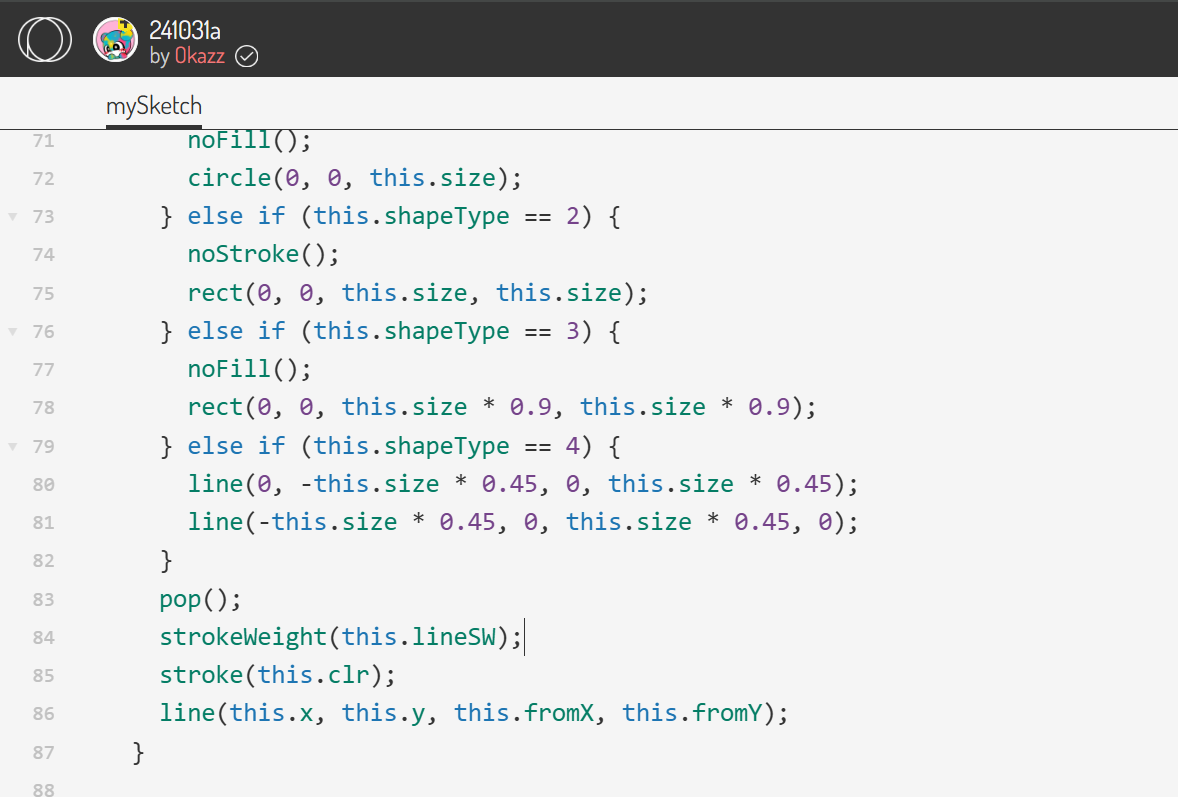 241031a
by Okazz
mySketch
71 noFill();
72 circle(0, 0, this.size);
73 } else if (this.shapeType == 2) {
74 noStroke();
75 rect(0, 0, this.size, this.size);
76 } else if (this.shapeType == 3) {
77 noFill();
78 rect(0, 0, this.size * 0.9, this.size * 0.9);
79 } else if (this.shapeType == 4) {
80 line(0, -this.size * 0.45, 0, this.size * 0.45);
81 line(-this.size * 0.45, 0, this.size * 0.45, 0);
82 }
83 pop();
84 strokeWeight(this.lineSW);
85 stroke(this.clr);
86 line(this.x, this.y, this.fromX, this.fromY);
87 }
88